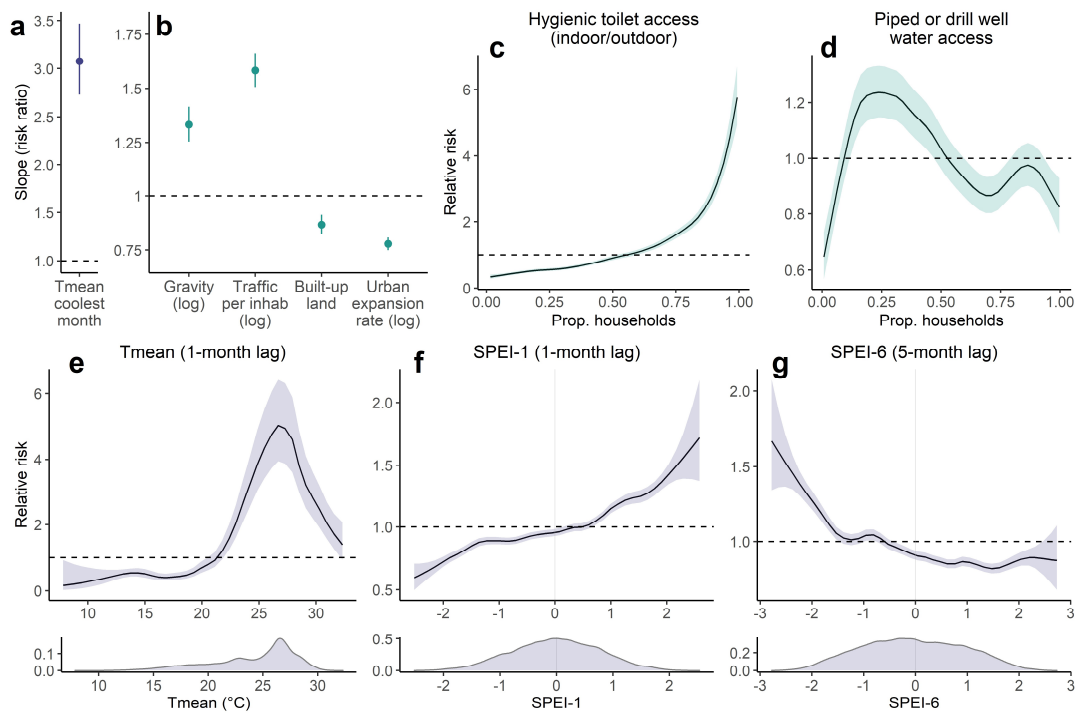 a
Slope (risk ratio)
3.5
3.0
2.5
2.0
1.5
1.0
Tmean
coolest
month
b
1.75
1.5
1.25
1
0.75
Gravity
(log)
Traffic
per inhab
(log)
Built-up
land
Urban
expansion
rate (log)
Hygienic toilet access
(indoor/outdoor)
c
Relative risk
6
4
2
0
0.00 0.25 0.50 0.75 1.00
Prop. households
Piped or drill well
water access
d
1.2
1.0
0.8
0.6
0.00 0.25 0.50 0.75 1.00
Prop. households
e
Tmean (1-month lag)
Relative risk
6
4
2
0
10 15 20 25 30
0.1
0.0
10 15 20 25 30
Tmean (°C)
f
SPEI-1 (1-month lag)
2.0
1.5
1.0
0.5
-2 -1 0 1 2
0.5
0.0
-2 -1 0 1 2
SPEI-1
g
SPEI-6 (5-month lag)
2.0
1.5
1.0
-3 -2 -1 0 1 2 3
0.2
0.0
-3 -2 -1 0 1 2 3
SPEI-6